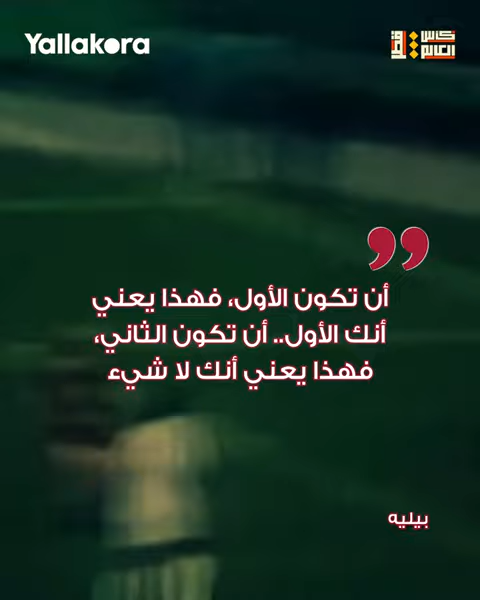 Yallakora
كأس
العالم
قطر
أن تكون الأول، فهذا يعني
أنك الأول.. أن تكون الثاني،
فهذا يعني أنك لا شيء
بيليه